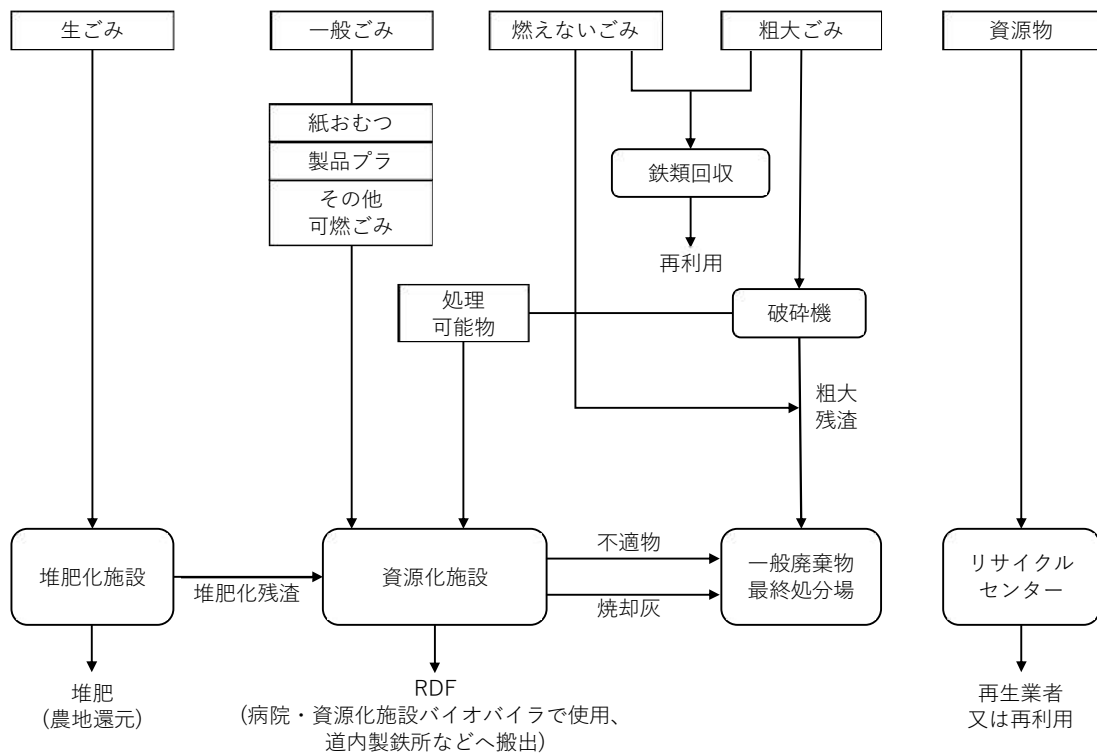 生ごみ
一般ごみ
燃えないごみ
粗大ごみ
資源物
紙おむつ
製品プラ
その他
可燃ごみ
鉄類回収
再利用
処理
可能物
破砕機
粗大
残渣
堆肥化施設
堆肥化残渣
資源化施設
不適物
焼却灰
一般廃棄物
最終処分場
リサイクル
センター
堆肥
(農地還元)
RDF
(病院・資源化施設バイオバイラで使用、
道内製鉄所などへ搬出)
再生業者
又は再利用